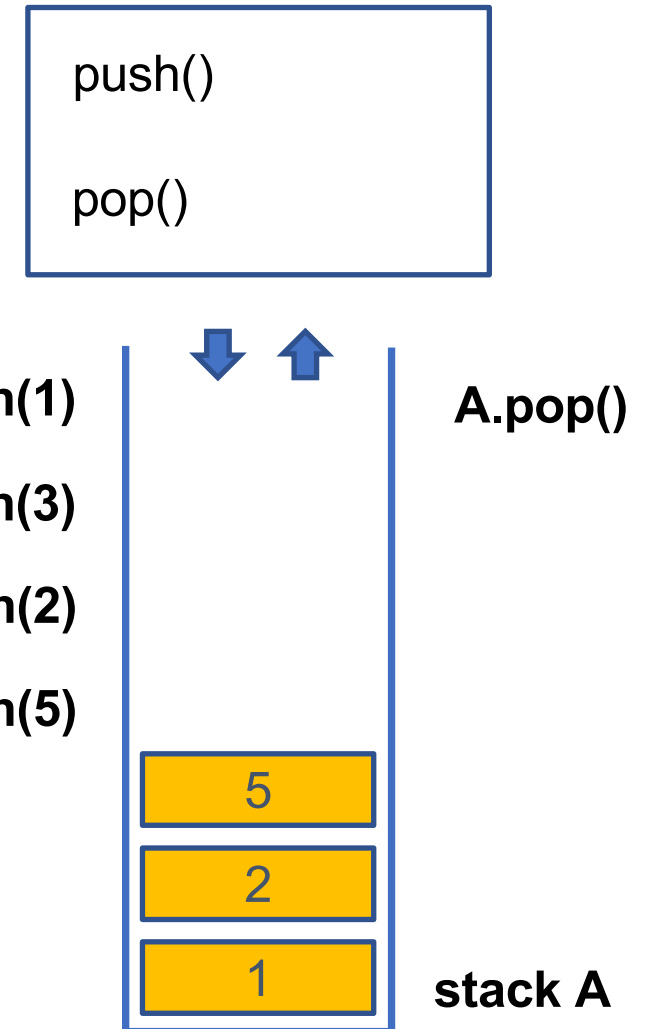 push()
pop()
n(1)
A.pop()
n(3)
n(2)
n(5)
5
2
1
stack A